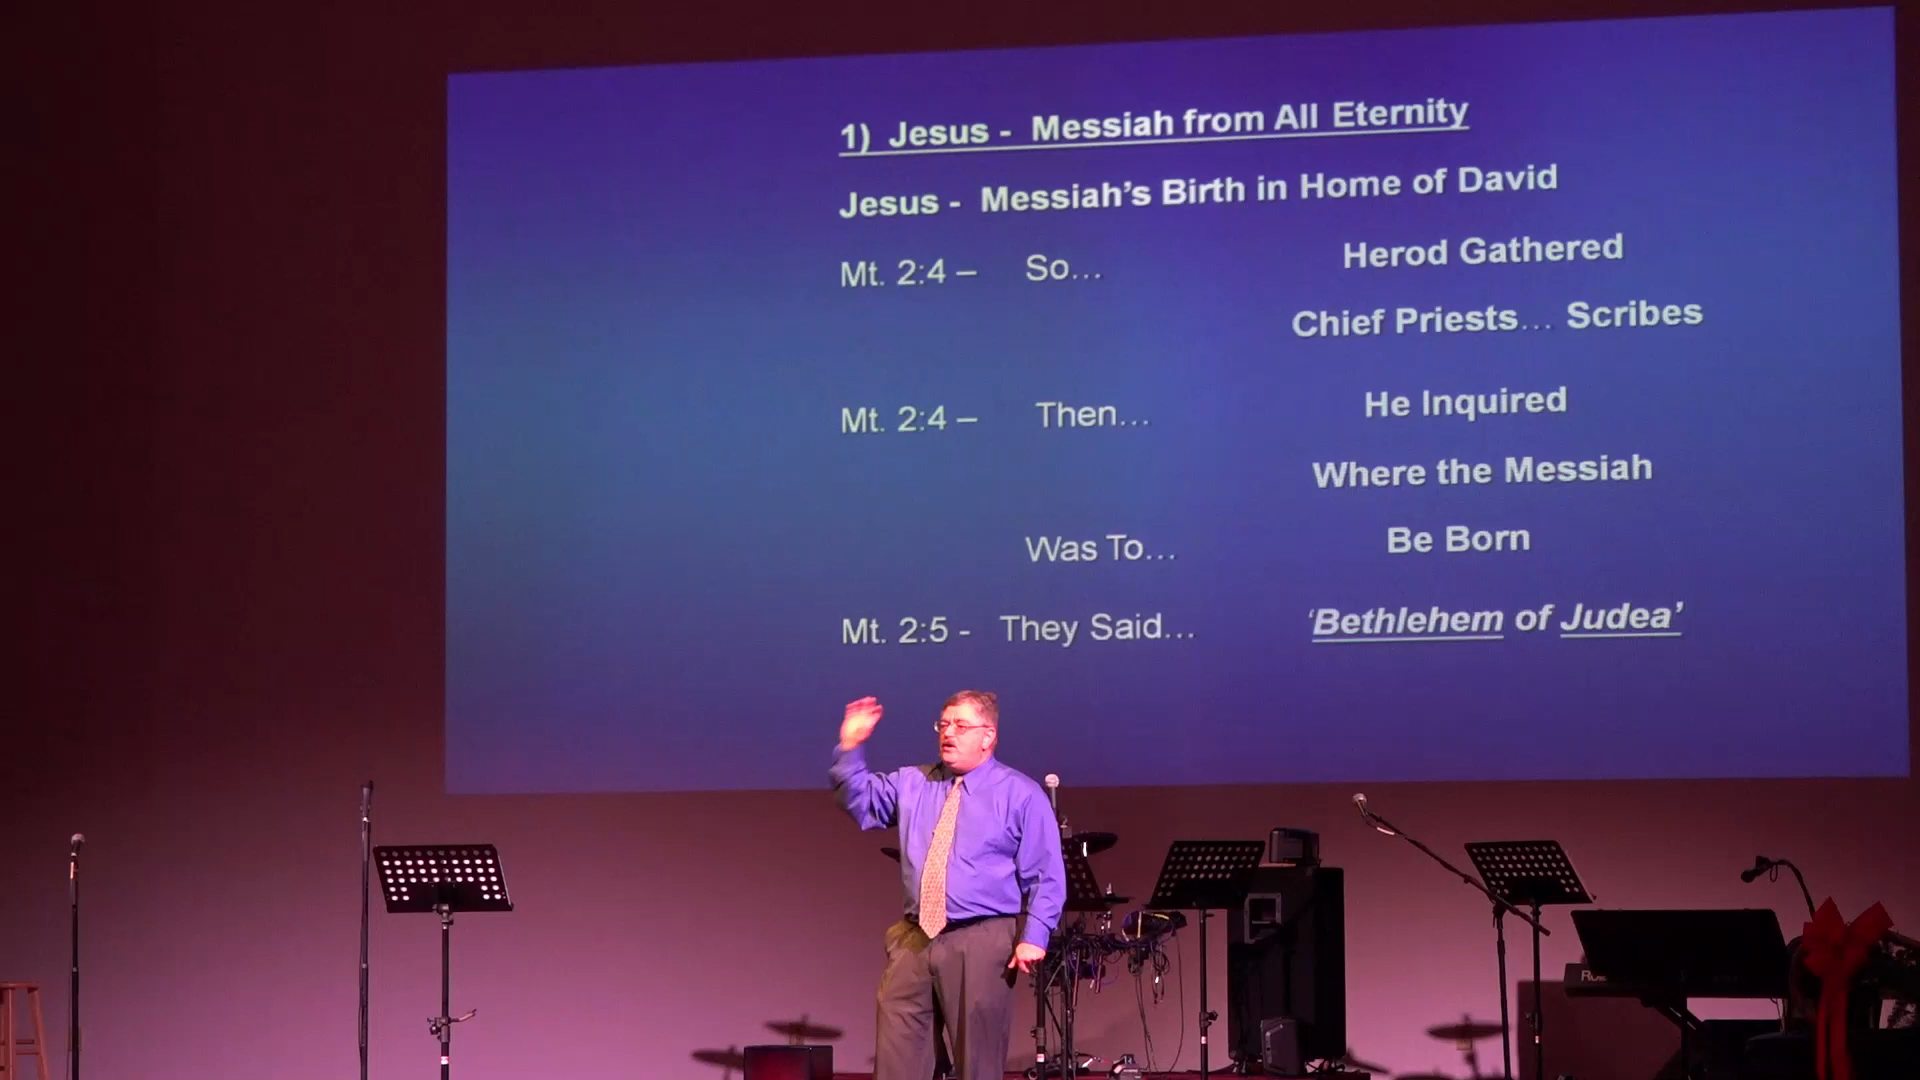 1) Jesus - Messiah from All Eternity
Jesus - Messiah's Birth in Home of David
Mt. 2:4 – So… Herod Gathered
Chief Priests… Scribes
Mt. 2:4 – Then… He Inquired
Where the Messiah
Was To… Be Born
Mt. 2:5 - They Said… ‘Bethlehem of Judea’